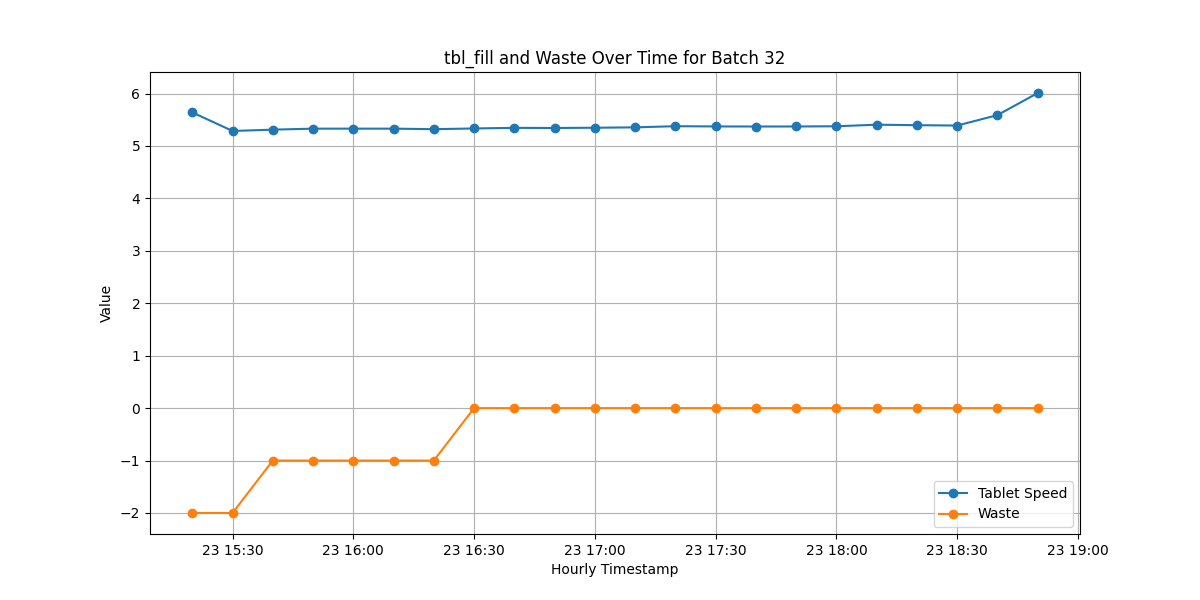 tbl_fill and Waste Over Time for Batch 32
6
5
4
3
2
1
0
−1
−2
Value
Tablet Speed
Waste
23 15:30 23 16:00 23 16:30 23 17:00 23 17:30 23 18:00 23 18:30 23 19:00
Hourly Timestamp